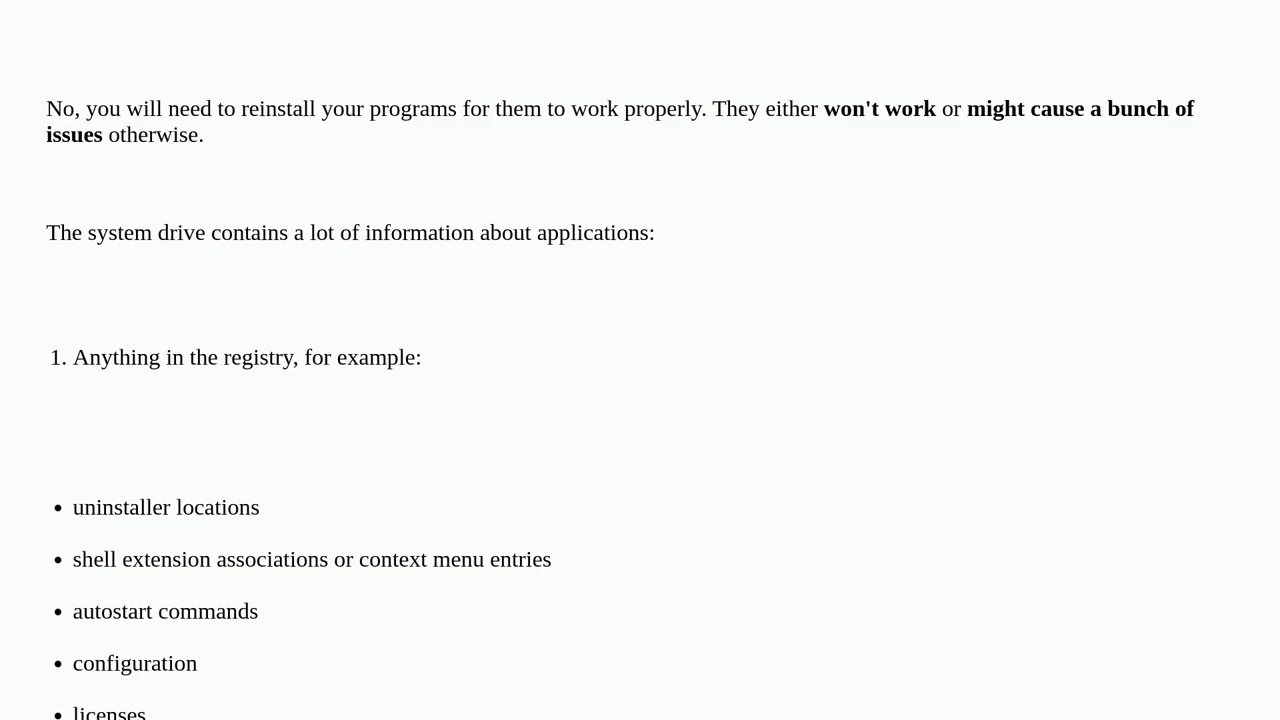 No, you will need to reinstall your programs for them to work properly. They either won't work or might cause a bunch of
issues otherwise.
The system drive contains a lot of information about applications:
1. Anything in the registry, for example:
• uninstaller locations
• shell extension associations or context menu entries
• autostart commands
• configuration
• licenses